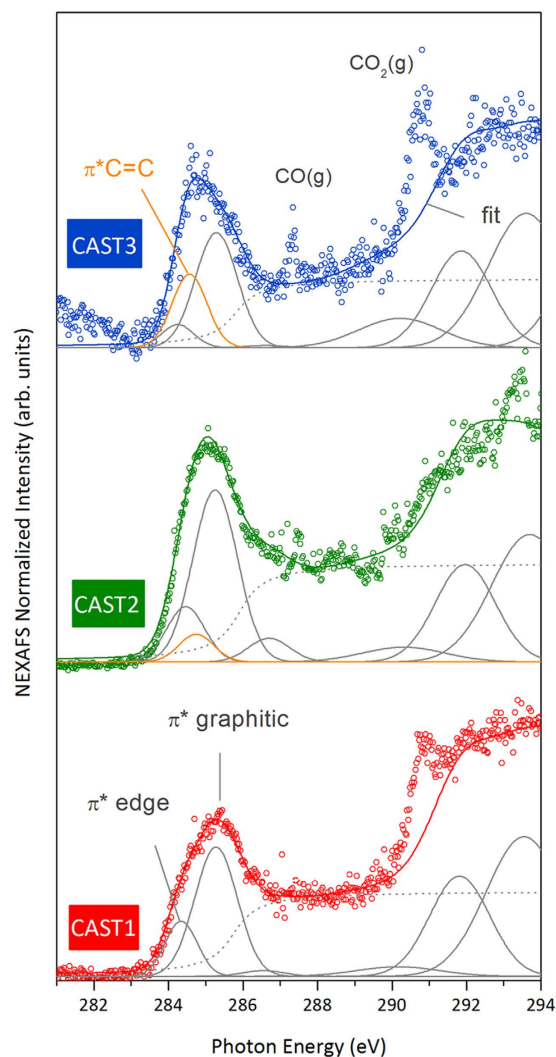 CO₂(g)
π*C=C
CO(g)
fit
CAST3
NEXAFS Normalized Intensity (arb. units)
CAST2
π* graphitic
π* edge
CAST1
282 284 286 288 290 292 294
Photon Energy (eV)